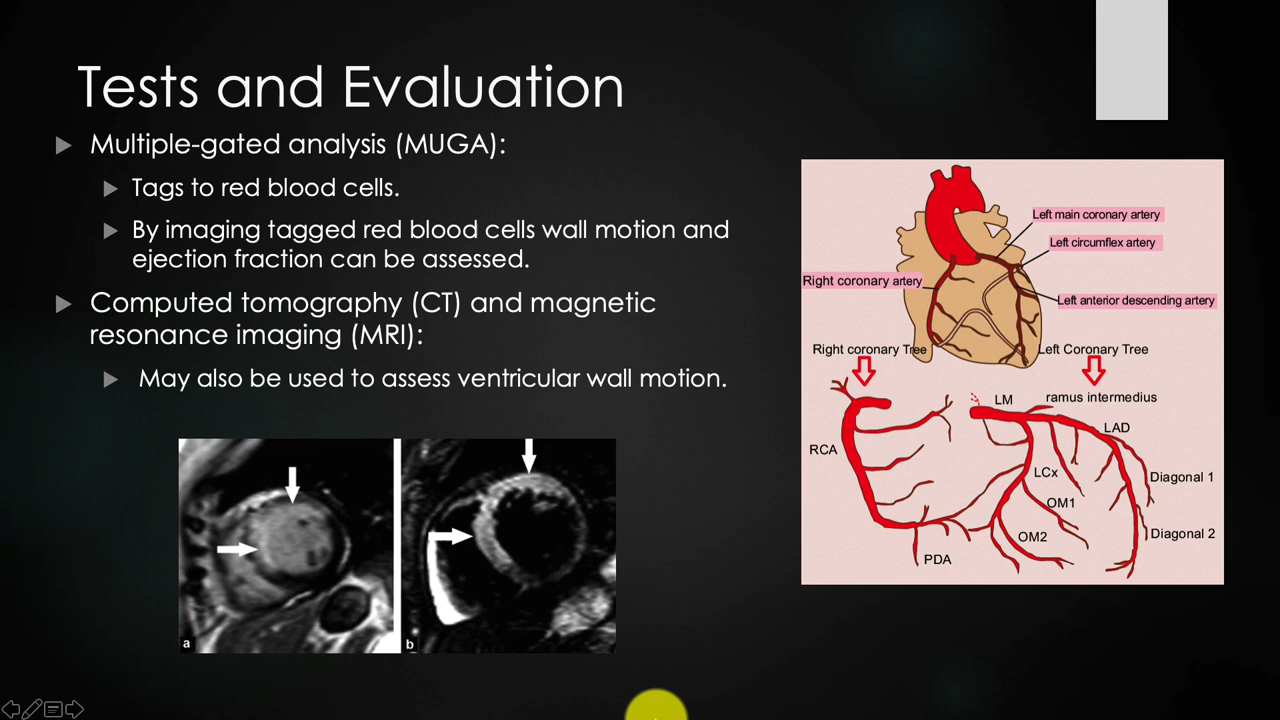 Tests and Evaluation
Multiple-gated analysis (MUGA):
Tags to red blood cells.
By imaging tagged red blood cells wall motion and
ejection fraction can be assessed.
Computed tomography (CT) and magnetic
resonance imaging (MRI):
May also be used to assess ventricular wall motion.
a
b
Left main coronary artery
Left circumflex artery
Right coronary artery
Left anterior descending artery
Right coronary Tree
Left Coronary Tree
LM
ramus intermedius
LAD
RCA
LCx
Diagonal 1
OM1
OM2
Diagonal 2
PDA